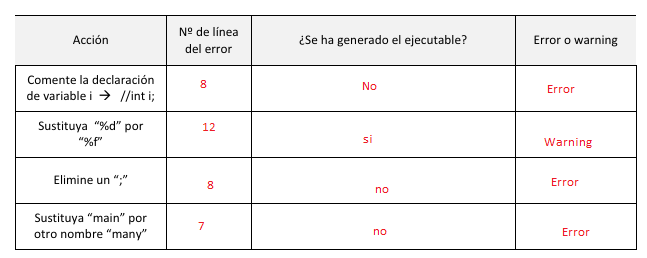 Acción
Nº de línea
del error
¿Se ha generado el ejecutable?
Error o warning
Comente la declaración
de variable i → //int i;
8
No
Error
Sustituya “%d” por
“%f”
12
si
Warning
Elimine un “;”
8
no
Error
Sustituya “main” por
otro nombre “many”
7
no
Error